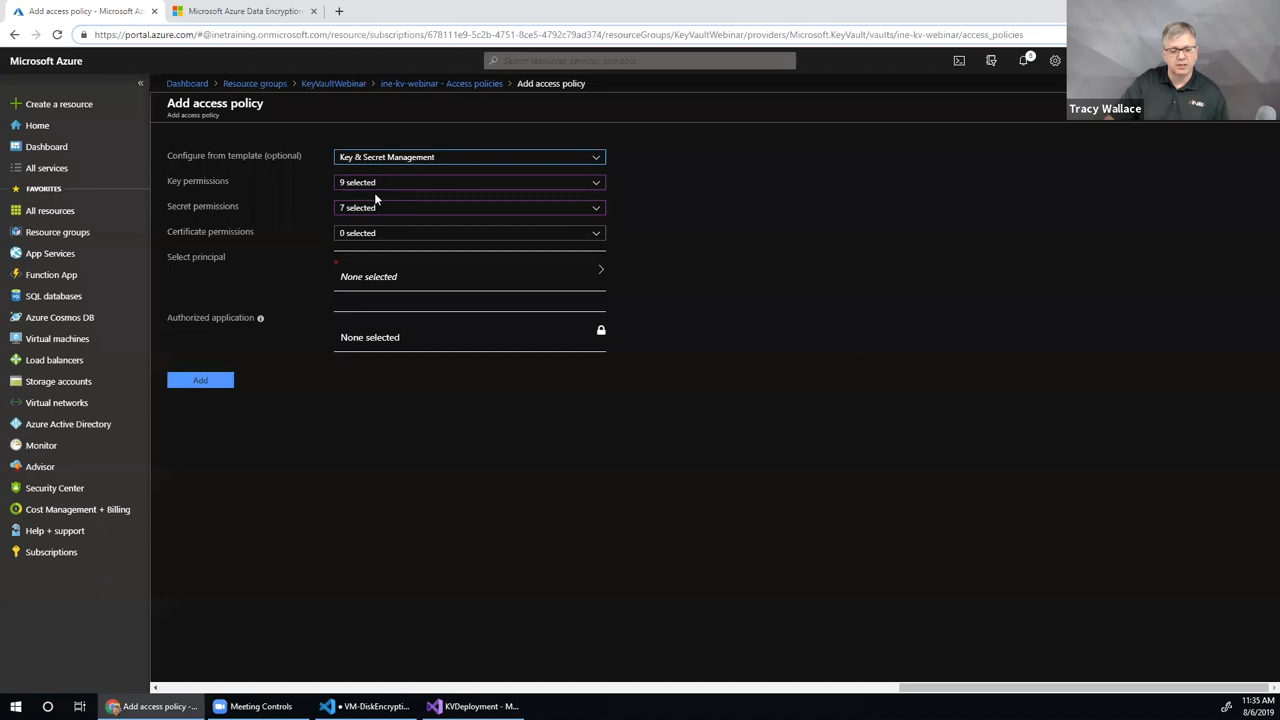 Add access policy - Microsoft Az
Microsoft Azure Data Encryption
https://portal.azure.com/#@inetraining.onmicrosoft.com/resource/subscriptions/678111e9-5c2b-4751-8ce5-4792c79ad374/resourceGroups/KeyVaultWebinar/providers/Microsoft.KeyVault/vaults/ine-kv-webinar/access_policies
Microsoft Azure
Search resources, services, and docs
6
Tracy Wallace
Dashboard > Resource groups > KeyVaultWebinar > ine-kv-webinar - Access policies > Add access policy
Add access policy
Add access policy
Create a resource
Home
Dashboard
All services
FAVORITES
All resources
Resource groups
App Services
Function App
SQL databases
Azure Cosmos DB
Virtual machines
Load balancers
Storage accounts
Virtual networks
Azure Active Directory
Monitor
Advisor
Security Center
Cost Management + Billing
Help + support
Subscriptions
Configure from template (optional)
Key & Secret Management
Key permissions
9 selected
Secret permissions
7 selected
Certificate permissions
0 selected
Select principal
*
None selected
Authorized application
None selected
Add
Add access policy -...
Meeting Controls
● VM-DiskEncrypti...
KVDeployment - M...
11:35 AM
8/6/2019